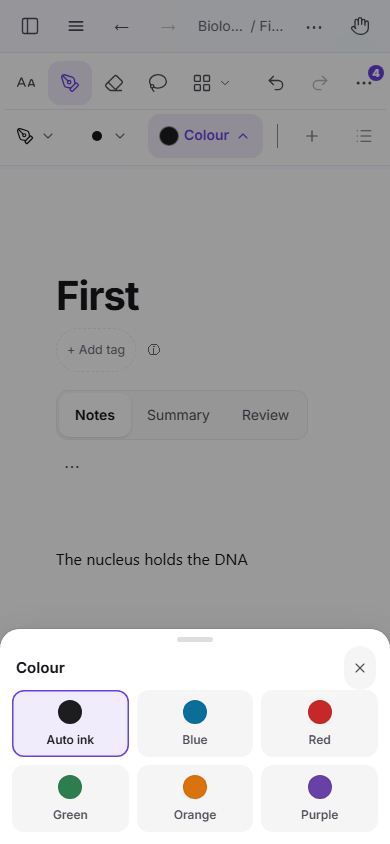 Biolo... / Fi...
AA
4
Colour
First
+ Add tag
Notes Summary Review
...
The nucleus holds the DNA
Colour
Auto ink Blue Red
Green Orange Purple